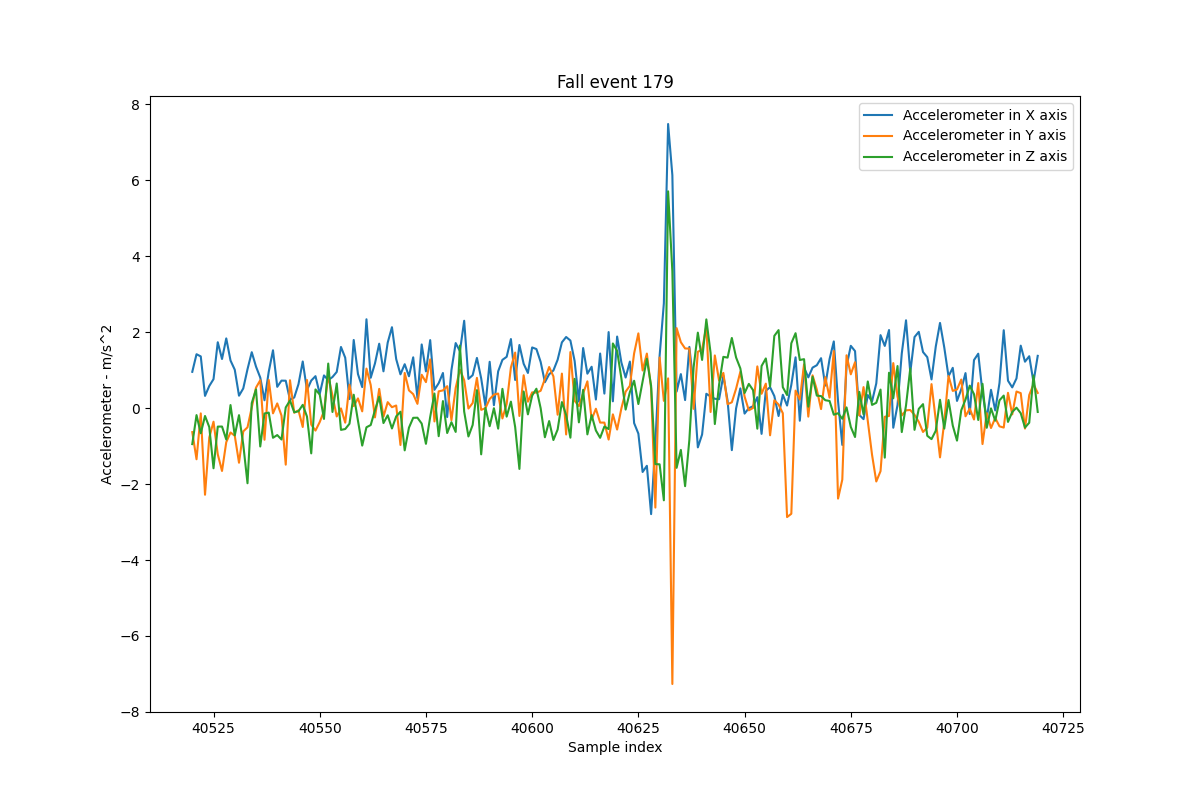 Fall event 179
Accelerometer in X axis
Accelerometer in Y axis
Accelerometer in Z axis
Accelerometer - m/s^2
8
6
4
2
0
−2
−4
−6
−8
40525 40550 40575 40600 40625 40650 40675 40700 40725
Sample index